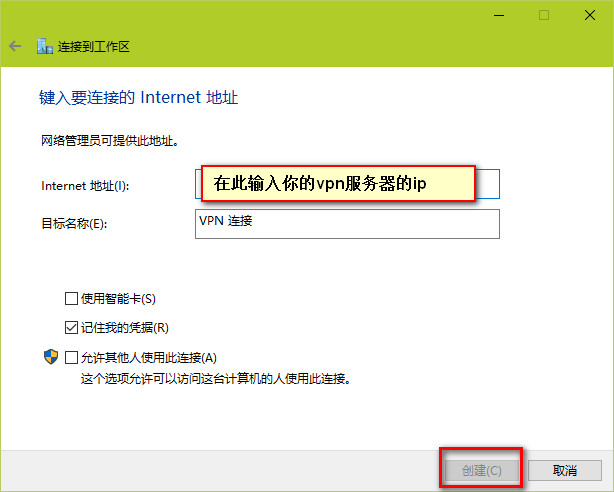 连接到工作区
键入要连接的 Internet 地址
网络管理员可提供此地址。
Internet 地址(I):
在此输入你的vpn服务器的ip
目标名称(E):
VPN 连接
使用智能卡(S)
记住我的凭据(R)
允许其他人使用此连接(A)
这个选项允许可以访问这台计算机的人使用此连接。
创建(C)
取消